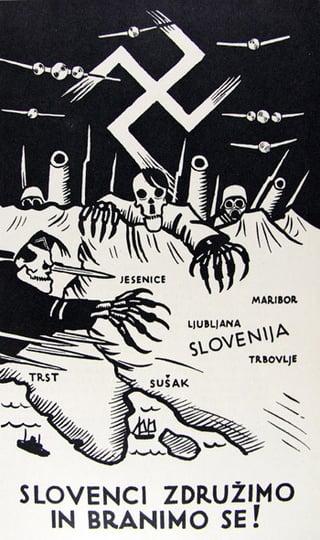 JESENICE
MARIBOR
LJUBLJANA
SLOVENIJA
TRBOVLJE
TRST
SUŠAK
SLOVENCI ZDRUŽIMO
IN BRANIMO SE!